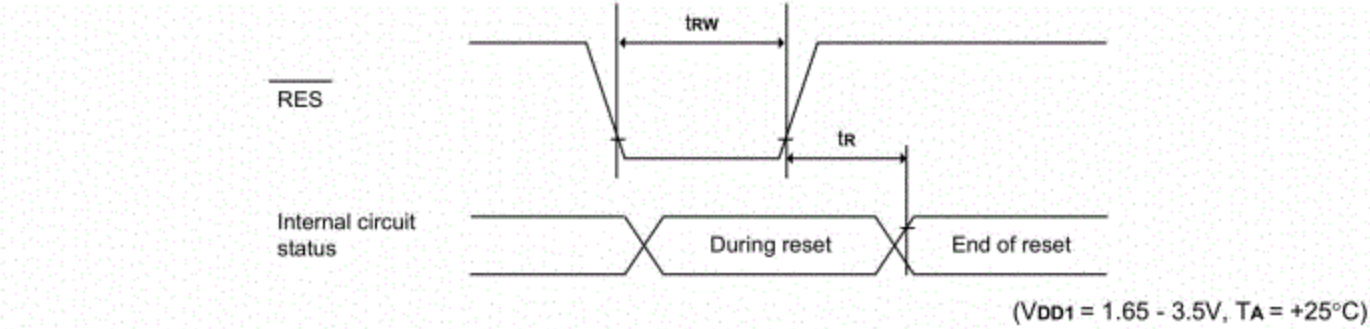 tRW
RES
tR
Internal circuit
status
During reset
End of reset
(VDD1 = 1.65 - 3.5V, TA = +25°C)